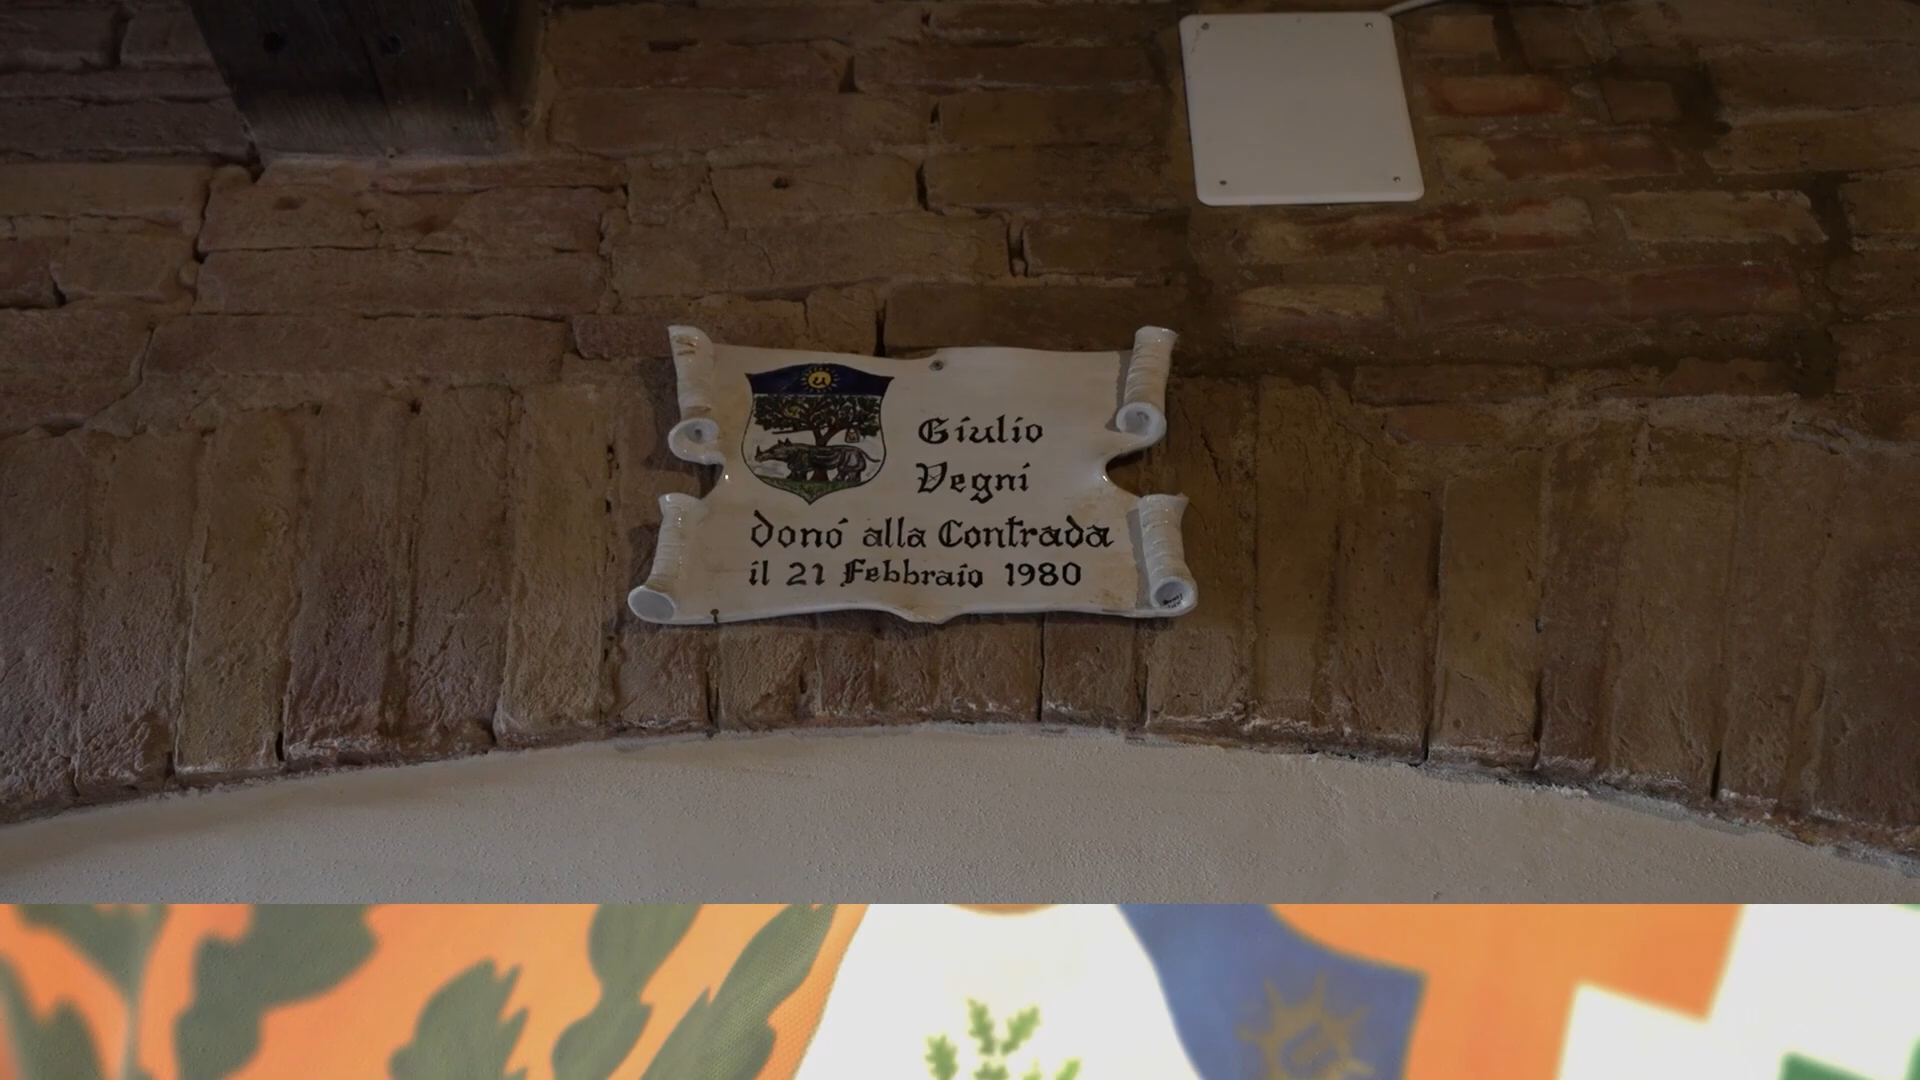 Giulio
Vegni
donó alla Contrada
il 21 Febbraio 1980